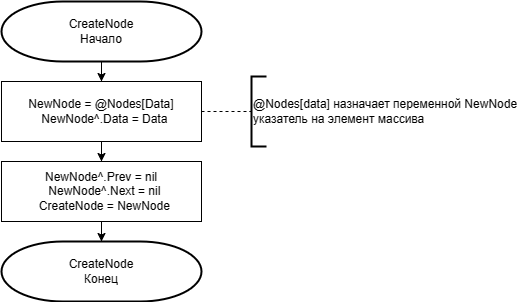 CreateNode
Начало
NewNode = @Nodes[Data]
NewNode^.Data = Data
@Nodes[data] назначает переменной NewNode
указатель на элемент массива
NewNode^.Prev = nil
NewNode^.Next = nil
CreateNode = NewNode
CreateNode
Конец